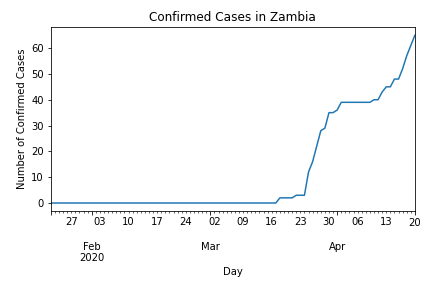 Confirmed Cases in Zambia
60
50
40
30
20
10
0
Number of Confirmed Cases
27 03 10 17 24 02 09 16 23 30 06 13 20
Feb Mar Apr
2020
Day